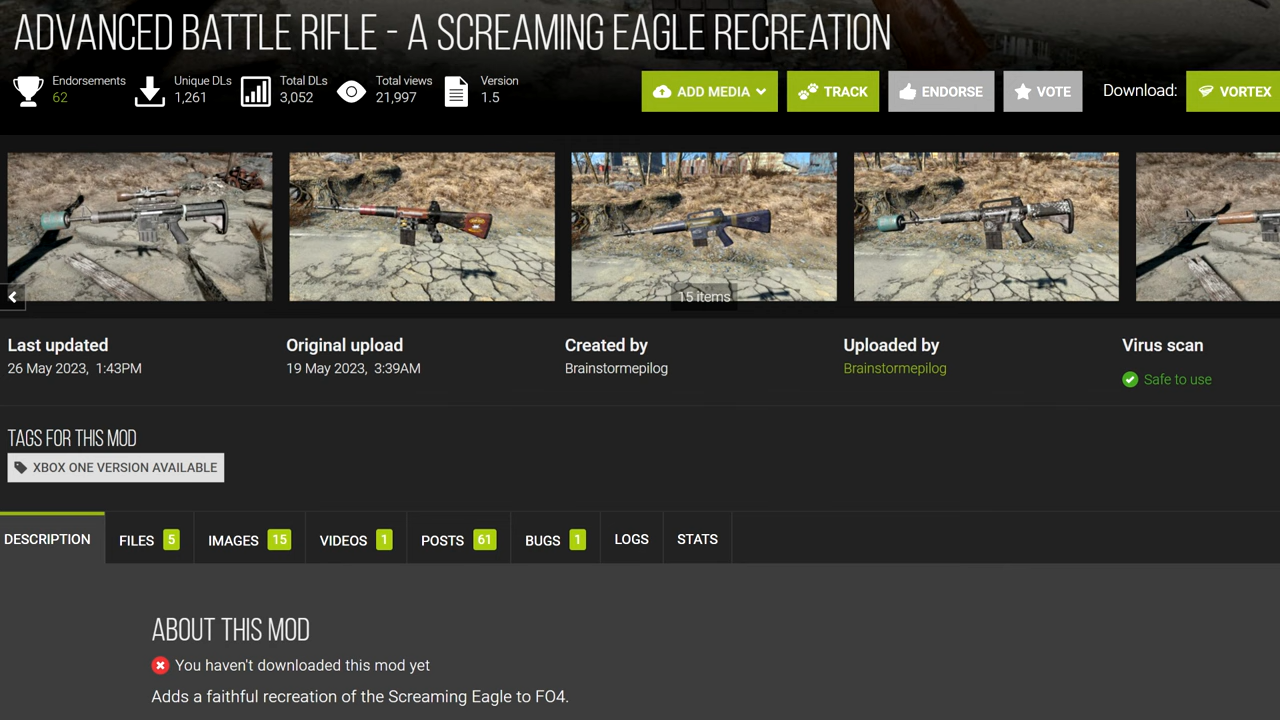 ADVANCED BATTLE RIFLE - A SCREAMING EAGLE RECREATION
Endorsements
62
Unique DLs
1,261
Total DLs
3,052
Total views
21,997
Version
1.5
ADD MEDIA
TRACK
ENDORSE
VOTE
Download:
VORTEX
15 items
Last updated
26 May 2023, 1:43PM
Original upload
19 May 2023, 3:39AM
Created by
Brainstormepilog
Uploaded by
Brainstormepilog
Virus scan
Safe to use
TAGS FOR THIS MOD
XBOX ONE VERSION AVAILABLE
DESCRIPTION
FILES 5
IMAGES 15
VIDEOS 1
POSTS 61
BUGS 1
LOGS
STATS
ABOUT THIS MOD
You haven't downloaded this mod yet
Adds a faithful recreation of the Screaming Eagle to FO4.